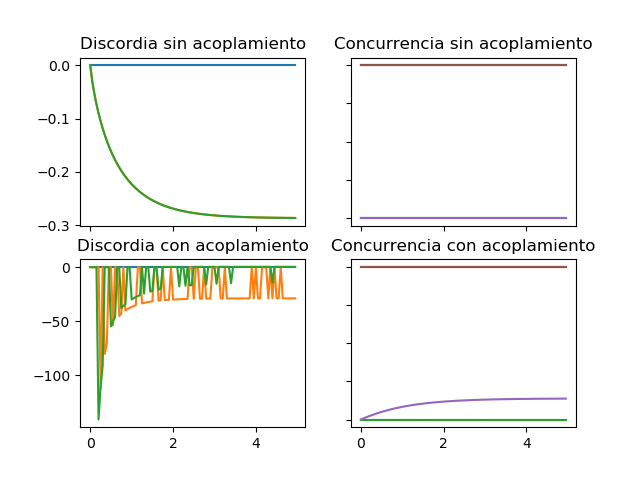 Discordia sin acoplamiento
Concurrencia sin acoplamiento
0.0
−0.1
−0.2
−0.3
Discordia con acoplamiento
Concurrencia con acoplamiento
0
−50
−100
0 2 4
0 2 4